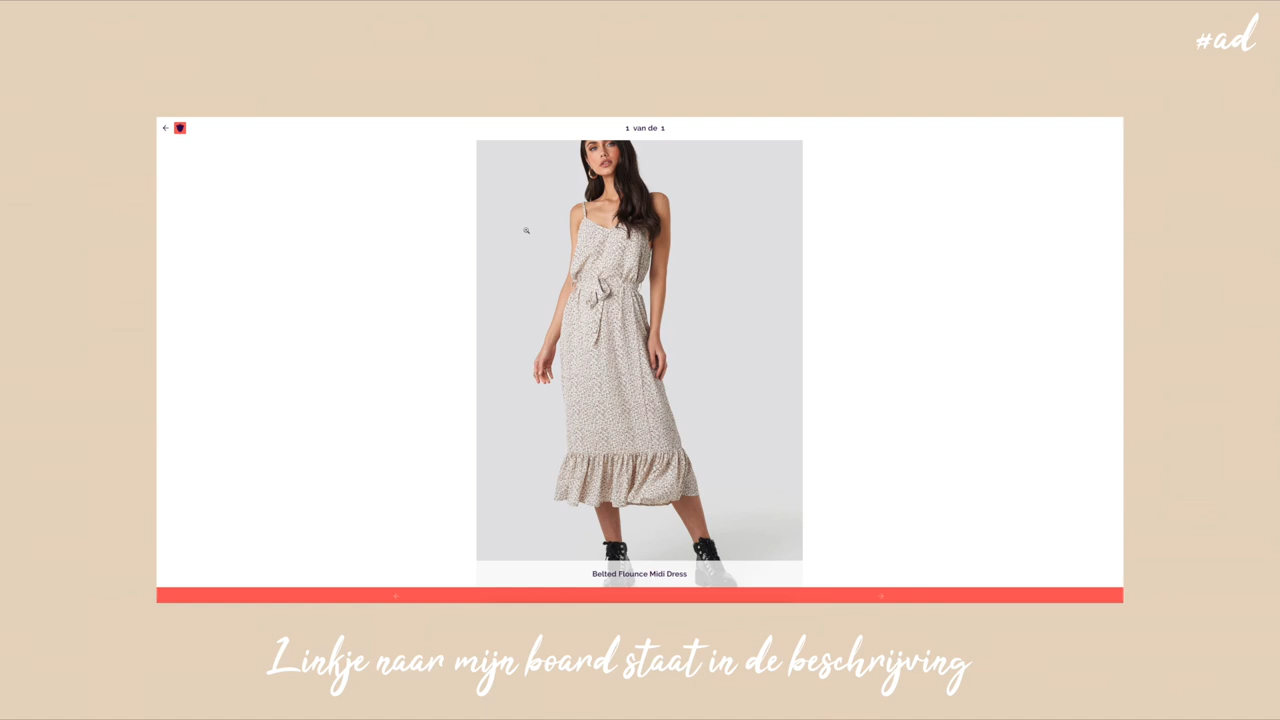 #ad
1 van de 1
Belted Flounce Midi Dress
Linkje naar mijn board staat in de beschrijving